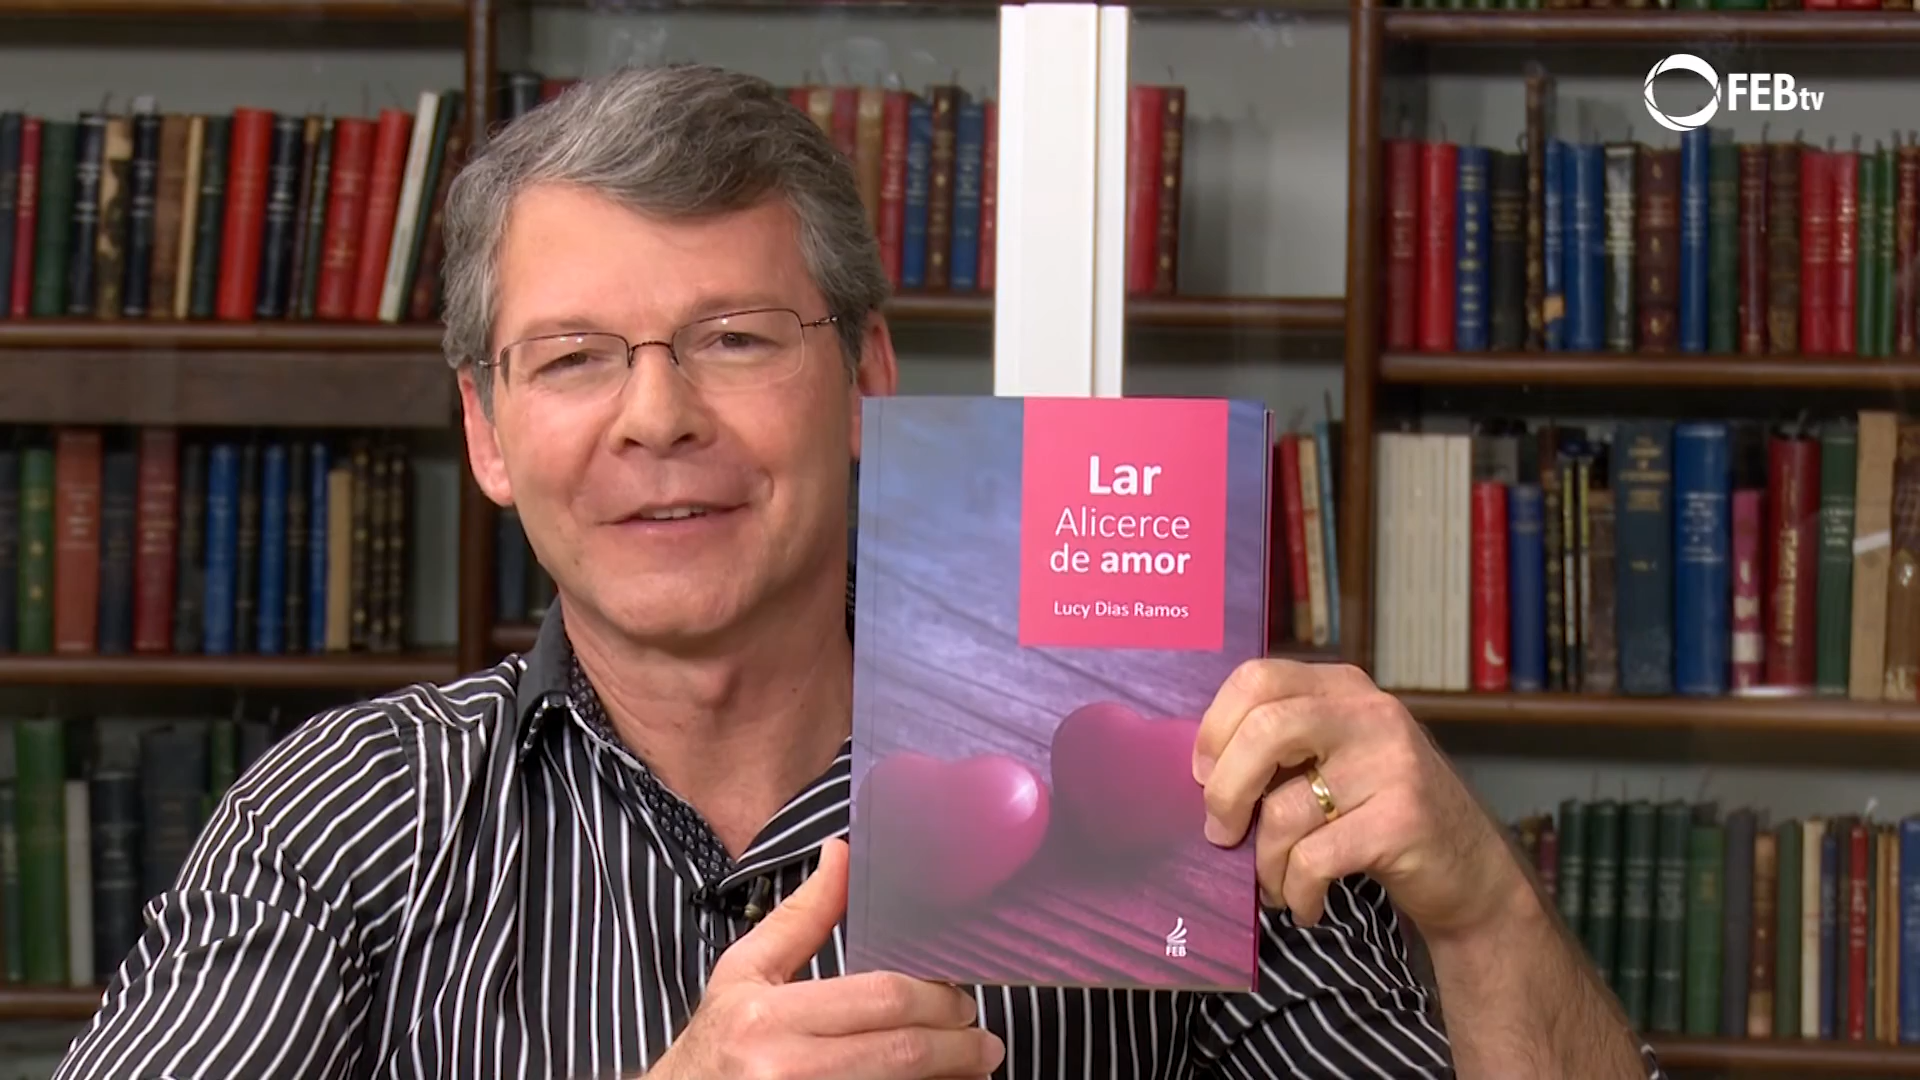 FEBtv
Lar
Alicerce
de amor
Lucy Dias Ramos
FEB